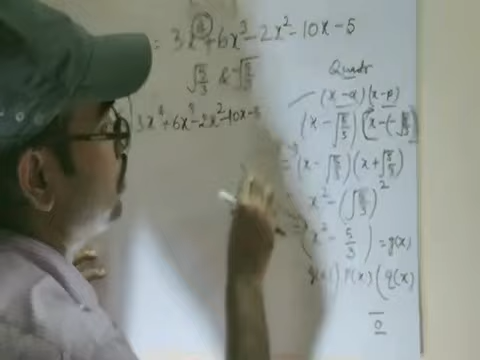 = 3x⁴ + 6x³ - 2x² - 10x - 5
√5/3 & -√5/3
3x⁴ + 6x³ - 2x² - 10x - 5
Quad
(x - α)(x - β)
(x - √5/3)(x - (-√5/3))
= (x - √5/3)(x + √5/3)
x² - (√5/3)²
= (x² - 5/3) = g(x)
p(x) (q(x)
0